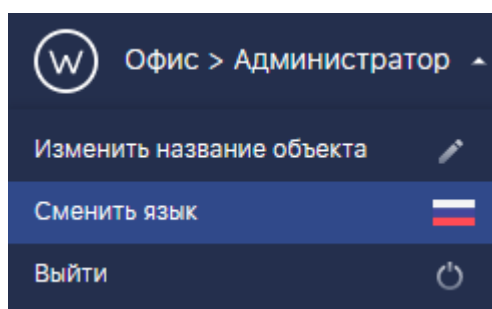 W Офис > Администратор
Изменить название объекта
Сменить язык
Выйти